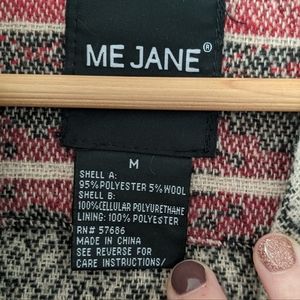 ME JANE®
M
SHELL A:
95%POLYESTER 5%WOOL
SHELL B:
100%CELLULAR POLYURETHANE
LINING: 100% POLYESTER
RN# 57686
MADE IN CHINA
SEE REVERSE FOR
CARE INSTRUCTIONS/